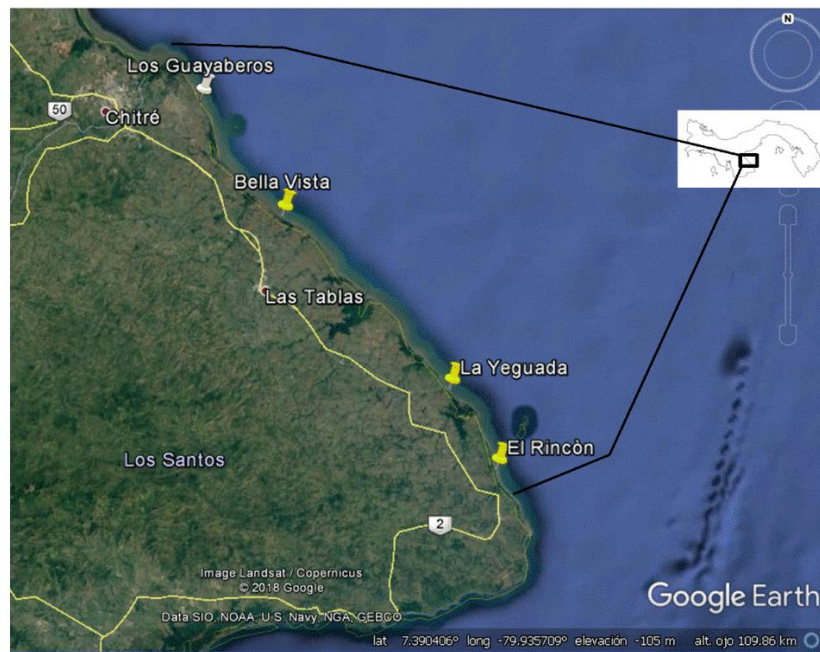 N
Los Guayaberos
50
Chitré
Bella Vista
Las Tablas
La Yeguada
El Rincòn
Los Santos
2
Image Landsat / Copernicus
© 2018 Google
Data SIO, NOAA, U.S. Navy, NGA, GEBCO
Google Earth
lat 7.390406° long -79.935709° elevación -105 m alt. ojo 109.86 km